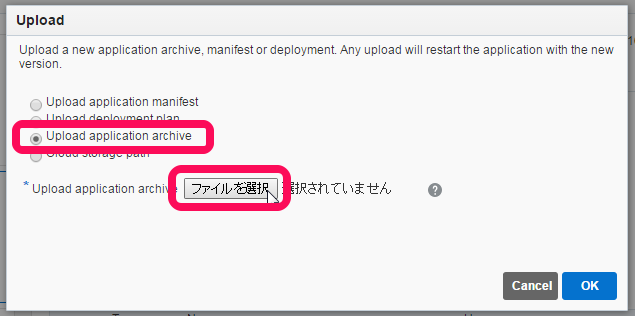 Upload
Upload a new application archive, manifest or deployment. Any upload will restart the application with the new
version.
Upload application manifest
Upload deployment plan
Upload application archive
Cloud storage path
* Upload application archive ファイルを選択 選択されていません ?
Cancel OK